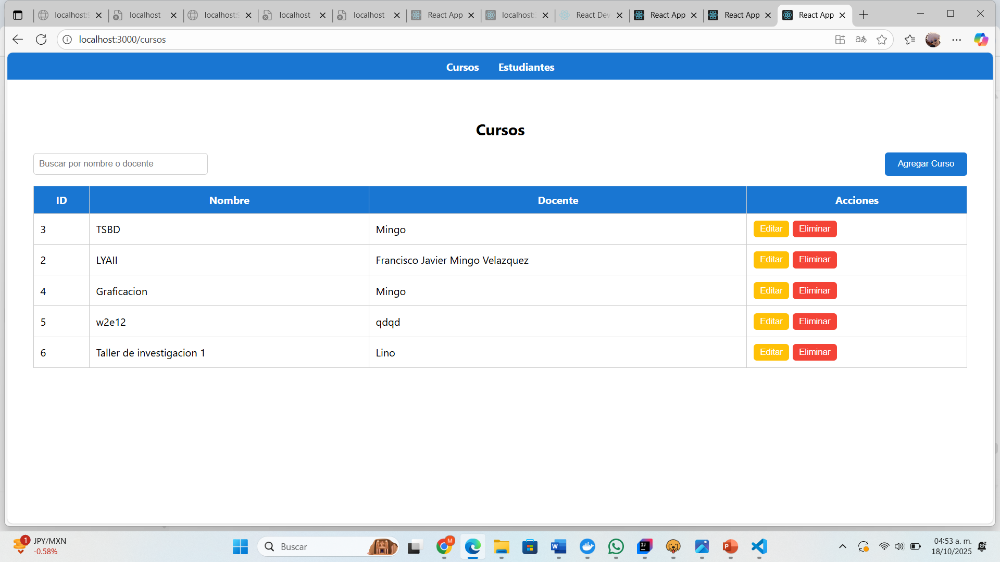 localhost:9 localhost localhost:9 localhost localhost React App localhost:3 React Dev React App React App React App
localhost:3000/cursos
Cursos Estudiantes
Cursos
Buscar por nombre o docente Agregar Curso
ID Nombre Docente Acciones
3 TSBD Mingo Editar Eliminar
2 LYAII Francisco Javier Mingo Velazquez Editar Eliminar
4 Graficacion Mingo Editar Eliminar
5 w2e12 qdqd Editar Eliminar
6 Taller de investigacion 1 Lino Editar Eliminar
1 JPY/MXN Buscar M 04:53 a. m.
-0.58% 18/10/2025